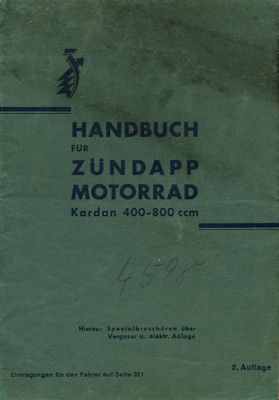 HANDBUCH
FÜR
ZÜNDAPP
MOTORRAD
Kardan 400-800 ccm
4595
Hierzu: Spezialbroschüren über
Vergaser u. elektr. Anlage
2. Auflage
Eintragungen für den Fahrer auf Seite 321